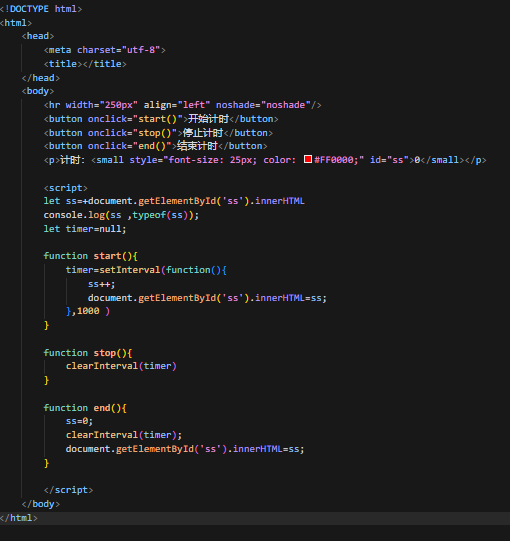 <!DOCTYPE html>
<html>
<head>
<meta charset="utf-8">
<title></title>
</head>
<body>
<hr width="250px" align="left" noshade="noshade"/>
<button onclick="start()">开始计时</button>
<button onclick="stop()">停止计时</button>
<button onclick="end()">结束计时</button>
<p>计时: <small style="font-size: 25px; color: #FF0000;" id="ss">0</small></p>
<script>
let ss=+document.getElementById('ss').innerHTML
console.log(ss ,typeof(ss));
let timer=null;
function start(){
timer=setInterval(function(){
ss++;
document.getElementById('ss').innerHTML=ss;
},1000 )
}
function stop(){
clearInterval(timer)
}
function end(){
ss=0;
clearInterval(timer);
document.getElementById('ss').innerHTML=ss;
}
</script>
</body>
</html>